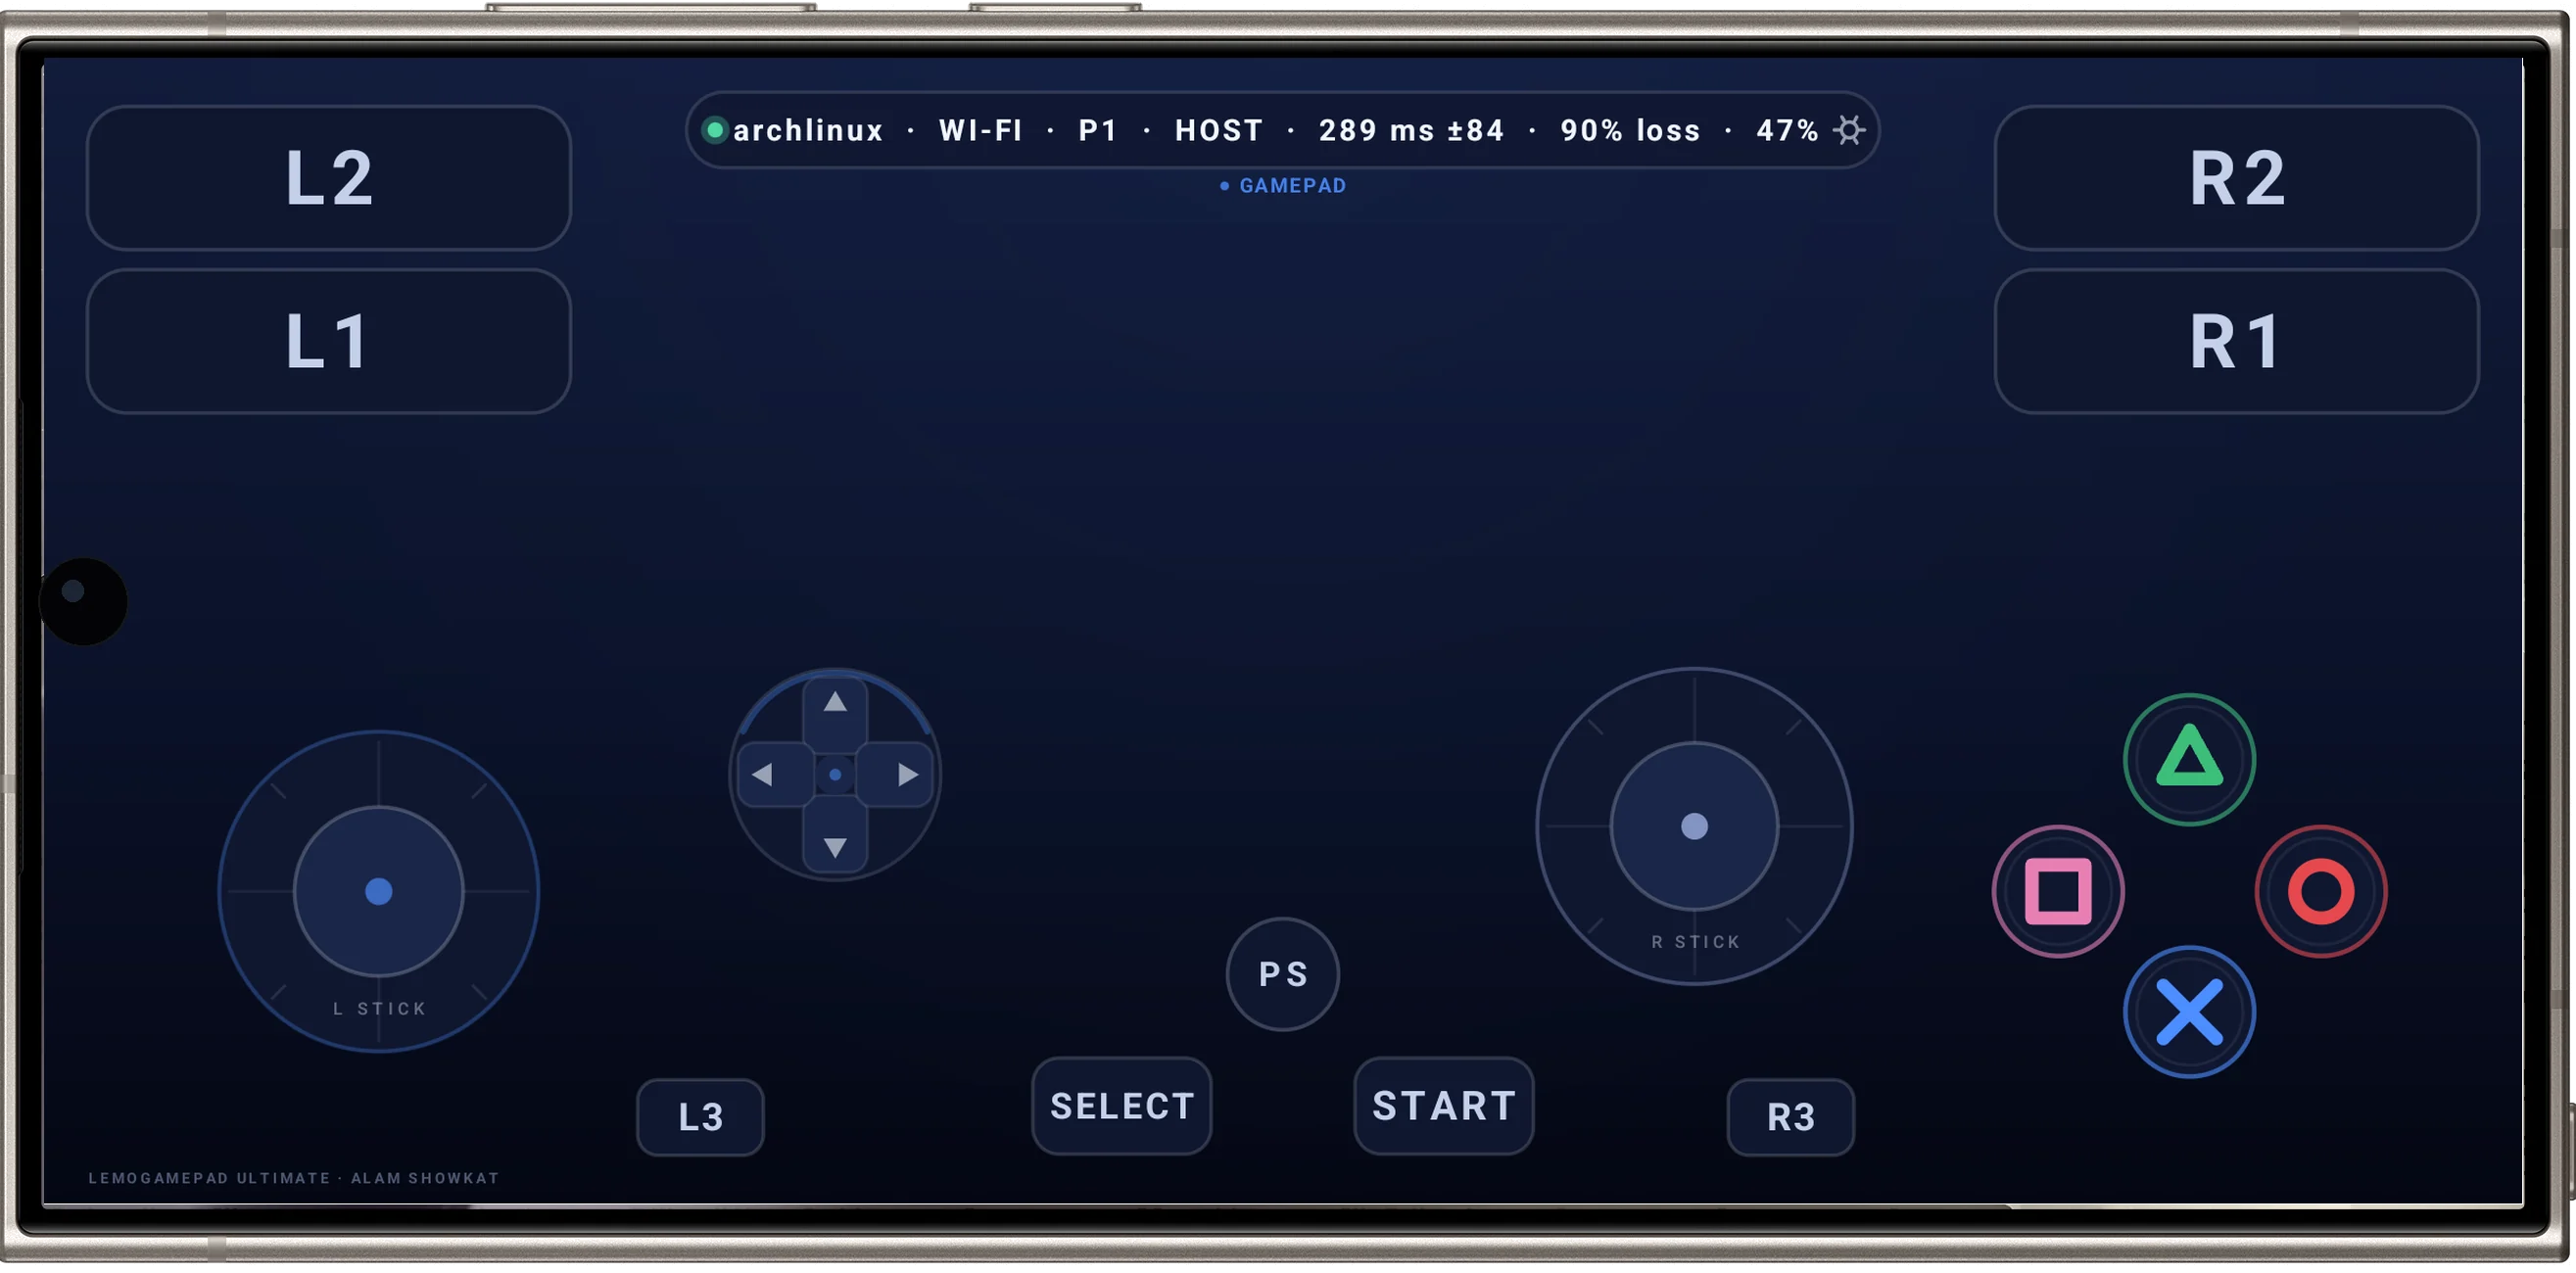 archlinux · WI-FI · P1 · HOST · 289 ms ±84 · 90% loss · 47%
GAMEPAD
L2
R2
L1
R1
L STICK
R STICK
PS
L3
SELECT
START
R3
LEMOGAMEPAD ULTIMATE · ALAM SHOWKAT